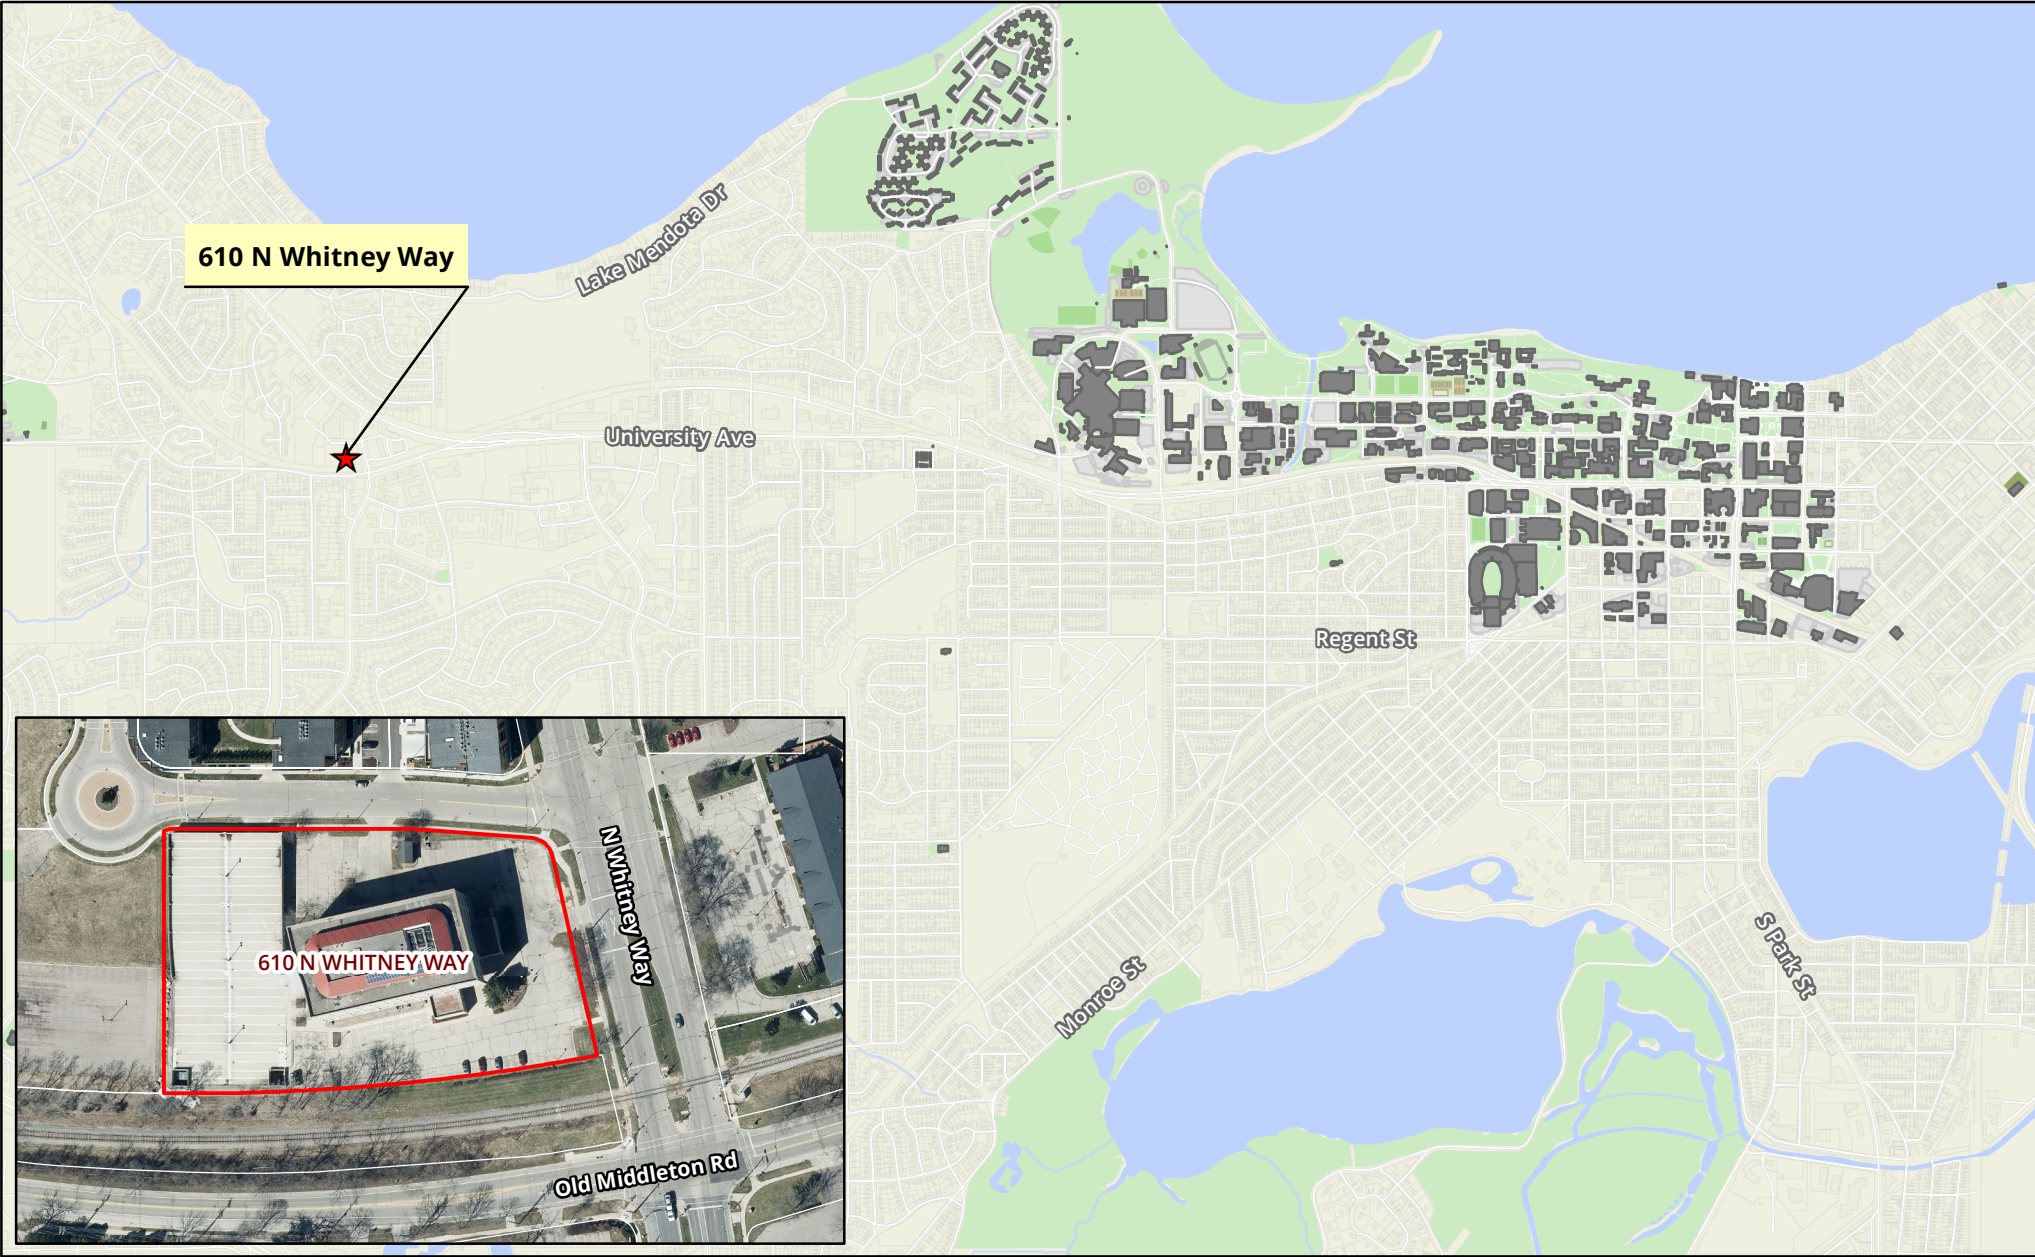 610 N Whitney Way
Lake Mendota Dr
University Ave
Regent St
N Whitney Way
610 N WHITNEY WAY
S Park St
Monroe St
Old Middleton Rd